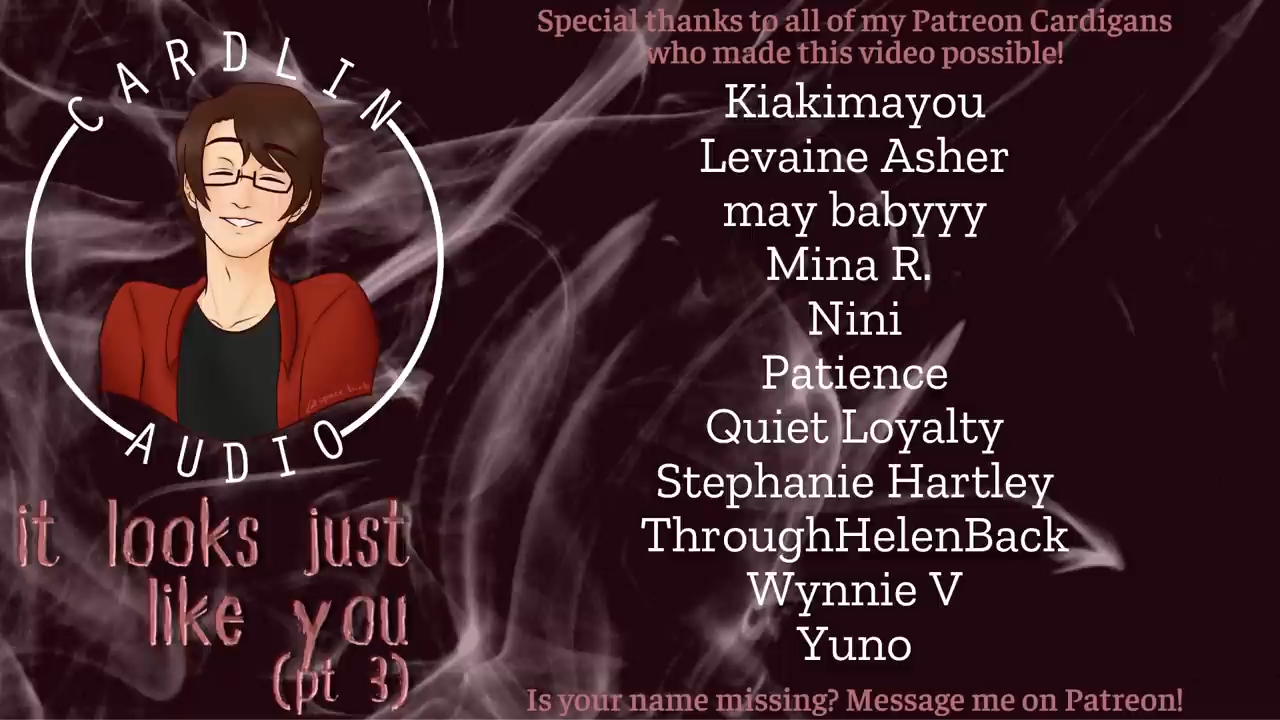 CARDLIN
AUDIO
it looks just
like you
(pt 3)
Special thanks to all of my Patreon Cardigans
who made this video possible!
Kiakimayou
Levaine Asher
may babyyy
Mina R.
Nini
Patience
Quiet Loyalty
Stephanie Hartley
ThroughHelenBack
Wynnie V
Yuno
Is your name missing? Message me on Patreon!